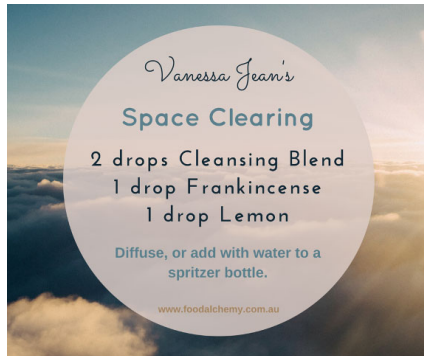 Vanessa Jean's
Space Clearing
2 drops Cleansing Blend
1 drop Frankincense
1 drop Lemon
Diffuse, or add with water to a
spritzer bottle.
www.foodalchemy.com.au